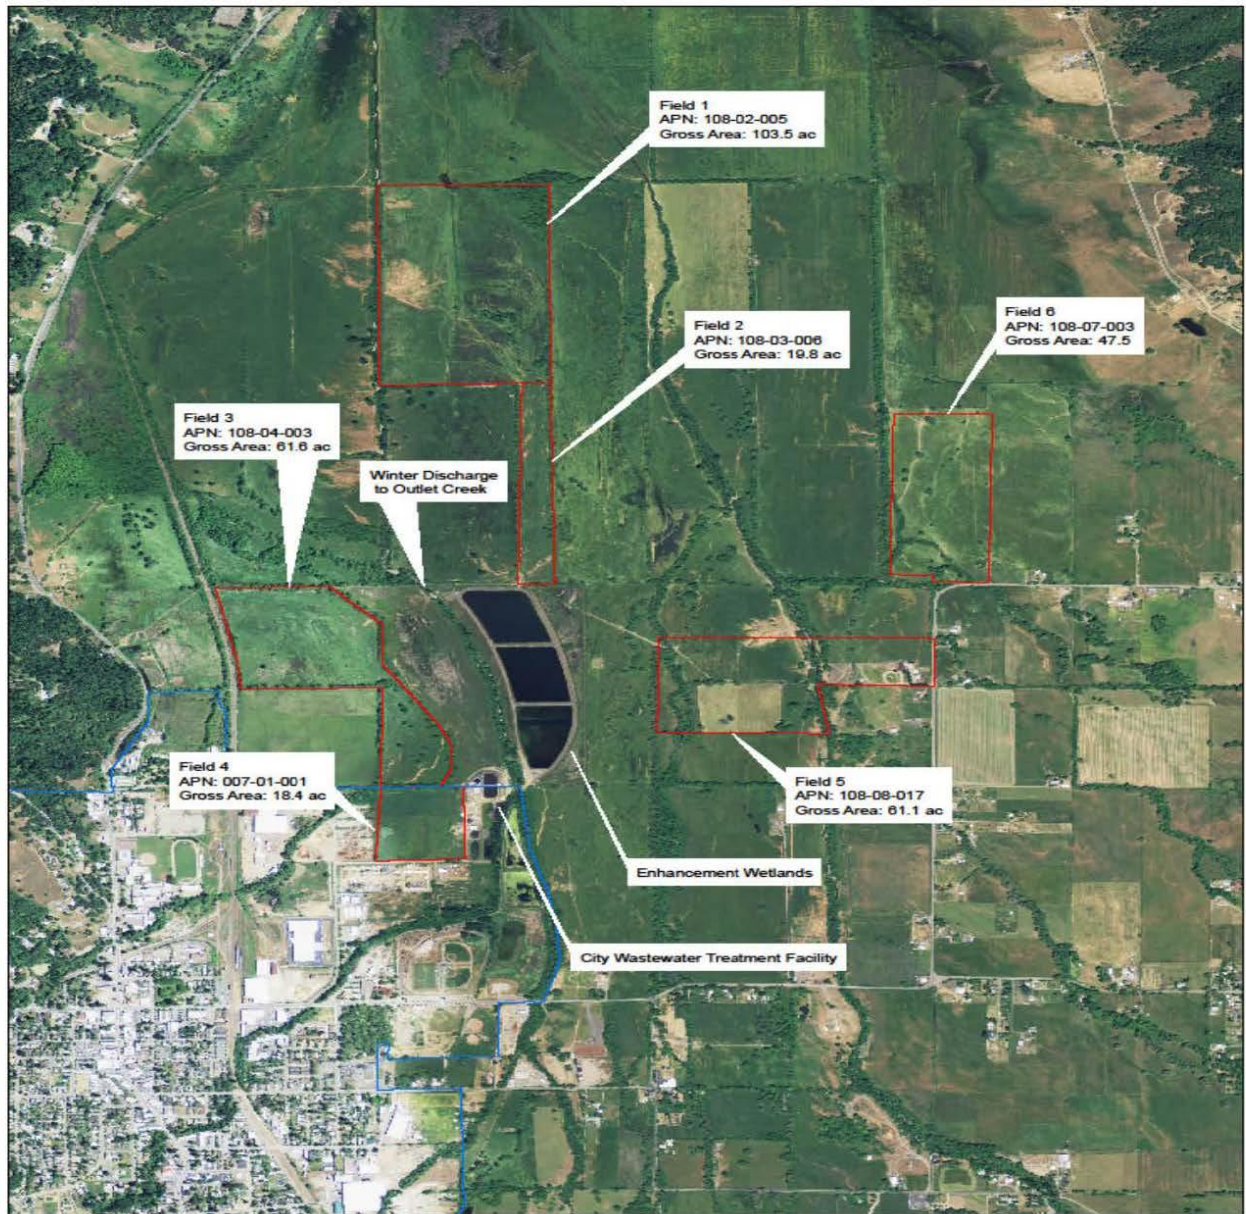 Field 1
APN: 108-02-005
Gross Area: 103.5 ac
Field 2
APN: 108-03-006
Gross Area: 19.8 ac
Field 6
APN: 108-07-003
Gross Area: 47.5
Field 3
APN: 108-04-003
Gross Area: 61.6 ac
Winter Discharge
to Outlet Creek
Field 4
APN: 007-01-001
Gross Area: 18.4 ac
Field 5
APN: 108-08-017
Gross Area: 61.1 ac
Enhancement Wetlands
City Wastewater Treatment Facility